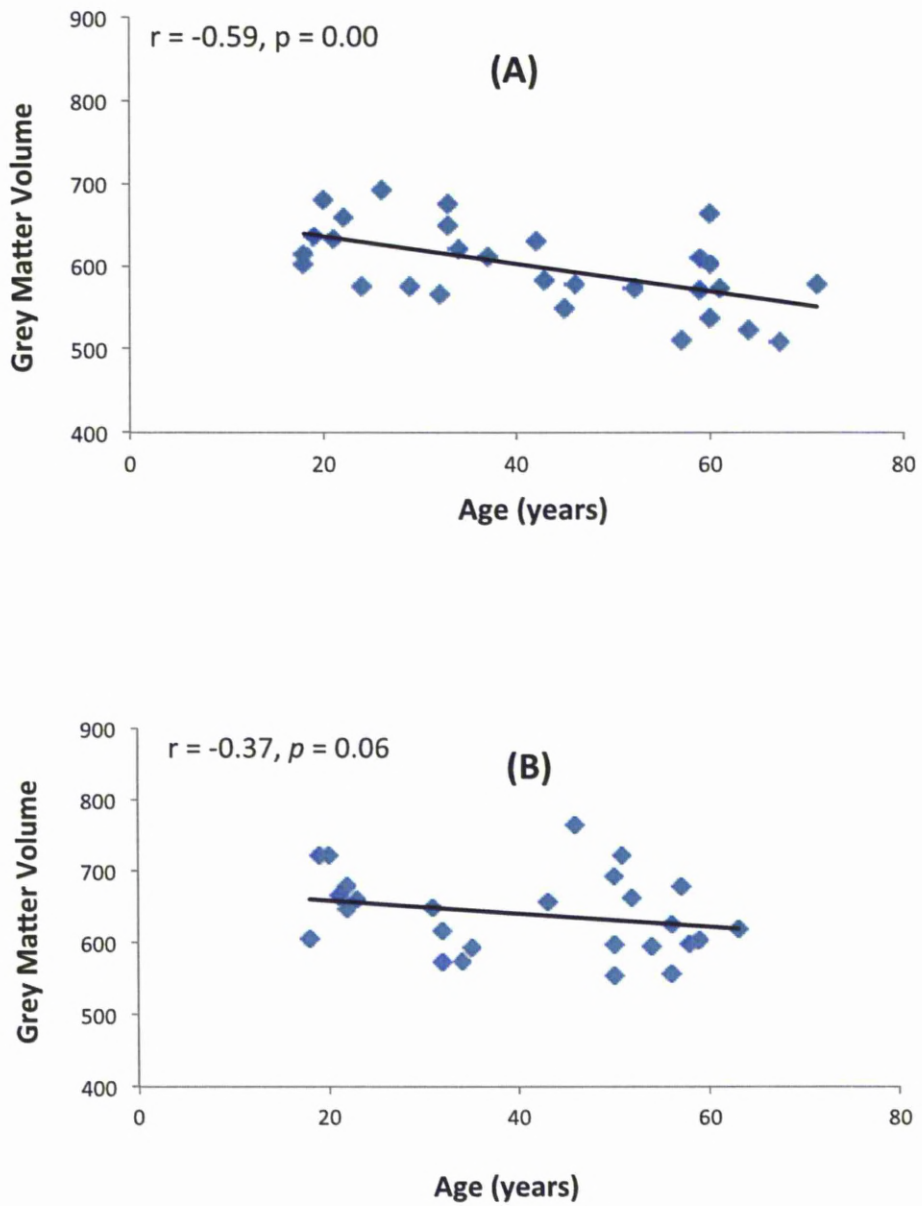 900
r = -0.59, p = 0.00
(A)
800
700
600
500
400
Grey Matter Volume
0 20 40 60 80
Age (years)
900
r = -0.37, p = 0.06
(B)
800
700
600
500
400
Grey Matter Volume
0 20 40 60 80
Age (years)